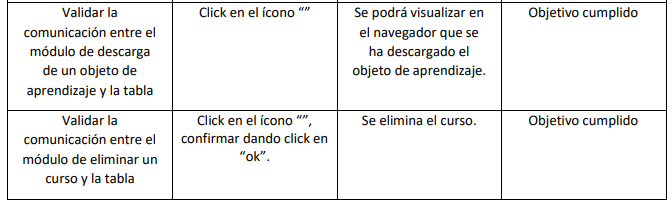 Validar la
comunicación entre el
módulo de descarga
de un objeto de
aprendizaje y la tabla
Click en el ícono “”
Se podrá visualizar en
el navegador que se
ha descargado el
objeto de aprendizaje.
Objetivo cumplido
Validar la
comunicación entre el
módulo de eliminar un
curso y la tabla
Click en el ícono “”,
confirmar dando click en
“ok”.
Se elimina el curso.
Objetivo cumplido